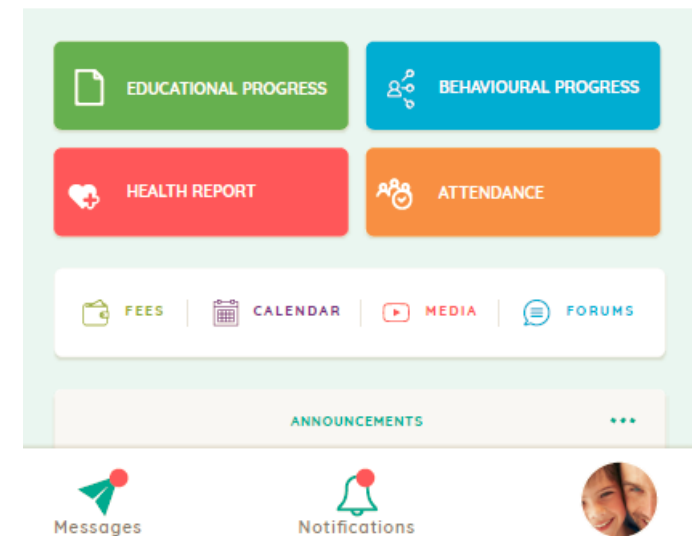 EDUCATIONAL PROGRESS
BEHAVIOURAL PROGRESS
HEALTH REPORT
ATTENDANCE
FEES
CALENDAR
MEDIA
FORUMS
ANNOUNCEMENTS
Messages
Notifications